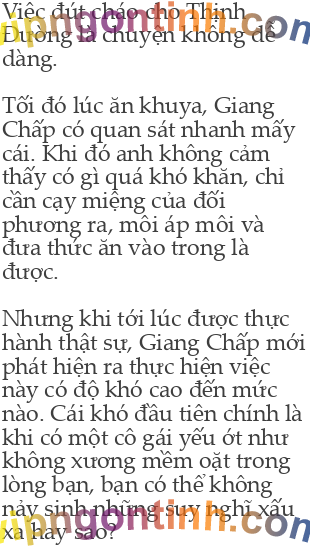 Việc đút cháo cho Thịnh
Đường là chuyện không dễ
dàng.
Tối đó lúc ăn khuya, Giang
Chấp có quan sát nhanh mấy
cái. Khi đó anh không cảm
thấy có gì quá khó khăn, chỉ
cần cạy miệng của đối
phương ra, môi áp môi và
đưa thức ăn vào trong là
được.
Nhưng khi tới lúc được thực
hành thật sự, Giang Chấp mới
phát hiện ra thực hiện việc
này có độ khó cao đến mức
nào. Cái khó đầu tiên chính là
khi có một cô gái yếu ớt như
không xương mềm oặt trong
lòng bạn, bạn có thể không
nảy sinh những suy nghĩ xấu
xa hay sao?
vipngontinh.com
vipngontinh.com